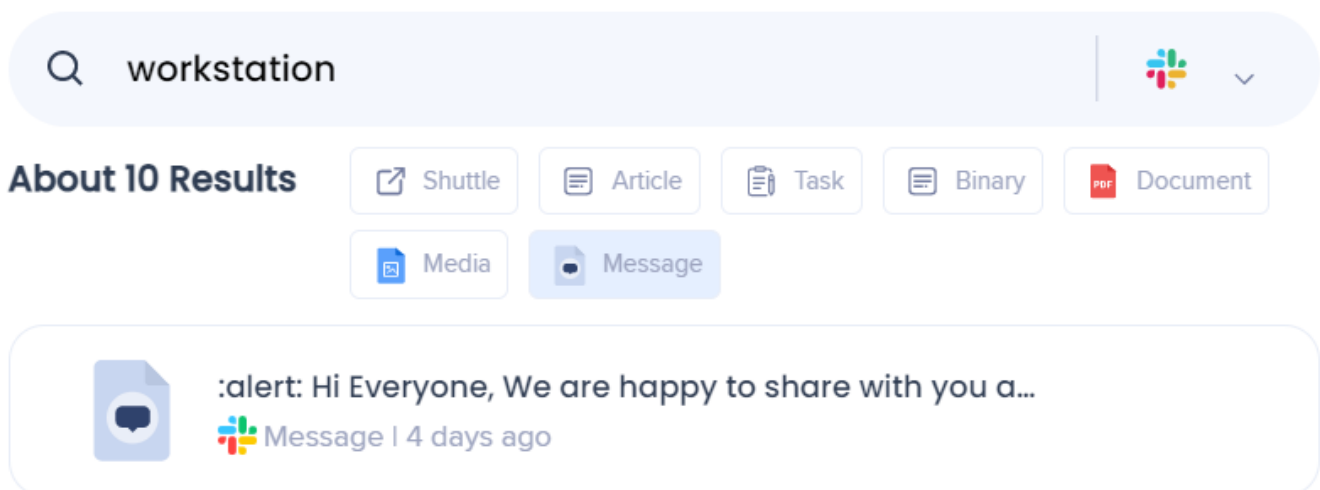 workstation
About 10 Results Shuttle Article Task Binary PDF Document
Media Message
:alert: Hi Everyone, We are happy to share with you a...
Message | 4 days ago